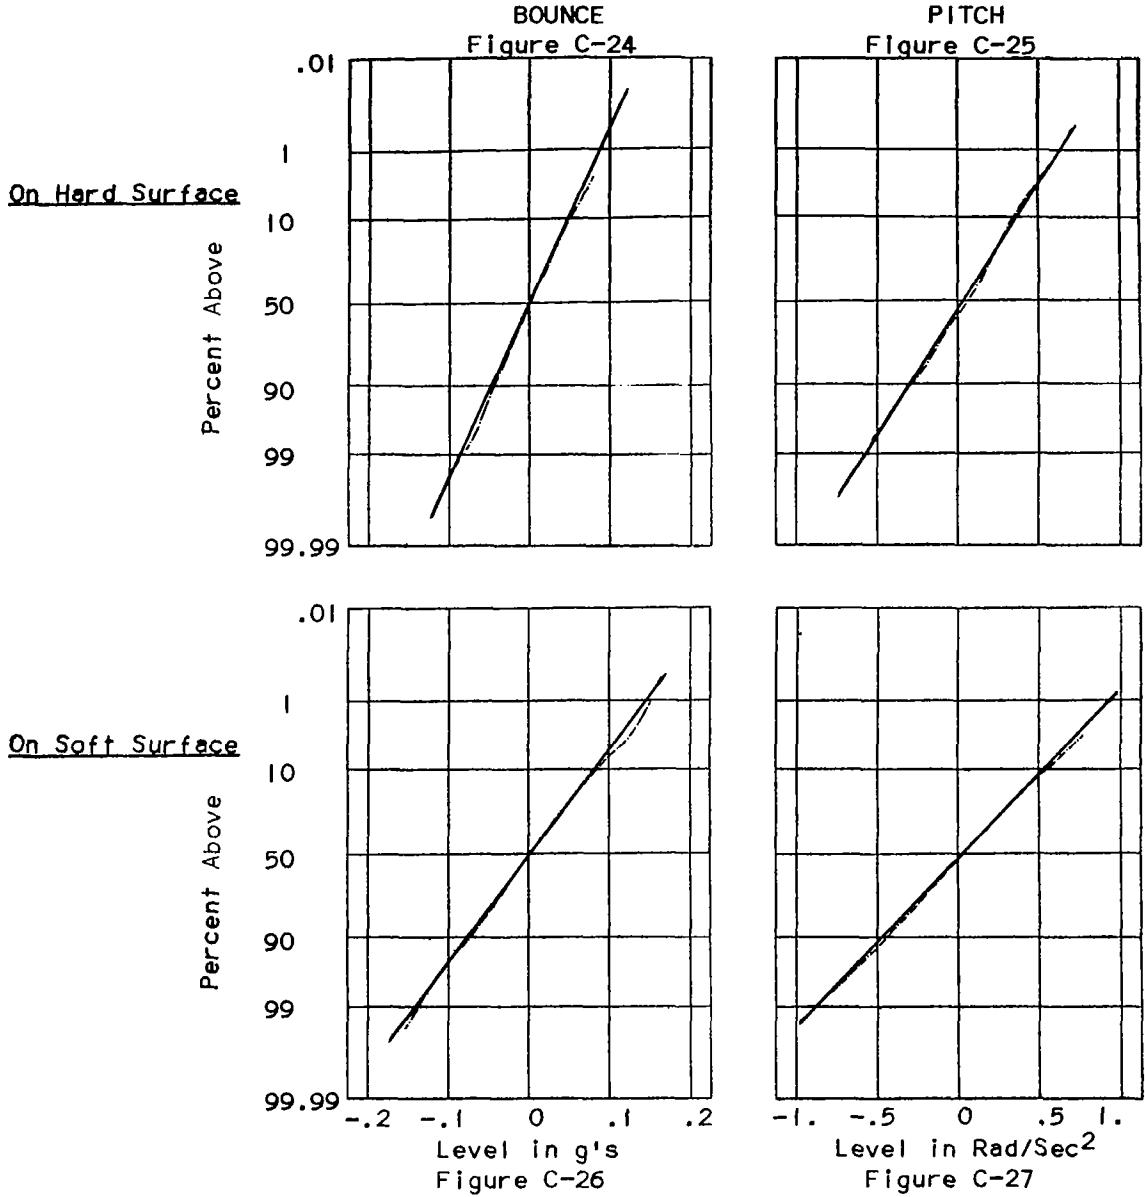 BOUNCE
Figure C-24
PITCH
Figure C-25
On Hard Surface
Percent Above
.01
1
10
50
90
99
99.99
On Soft Surface
Percent Above
.01
1
10
50
90
99
99.99
-.2 -.1 0 .1 .2
Level in g's
Figure C-26
-1. -.5 0 .5 1.
Level in Rad/Sec²
Figure C-27